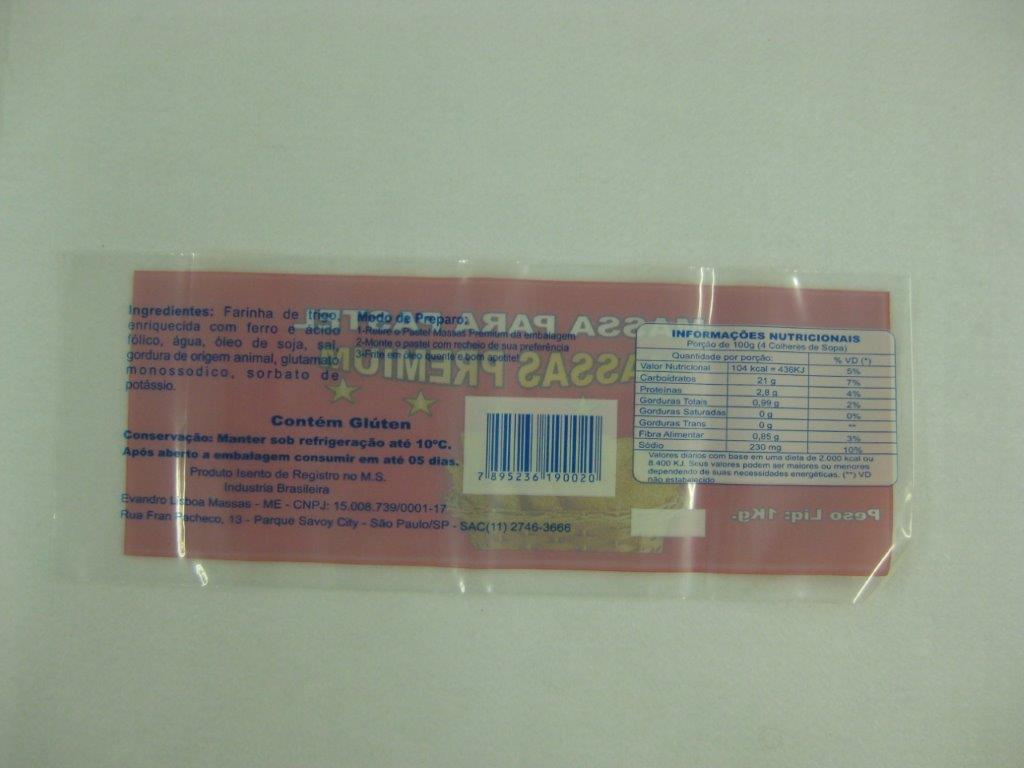 Ingredientes: Farinha de trigo
enriquecida com ferro e ácido
fólico, água, óleo de soja, sal,
gordura de origem animal, glutamato
monossodico, sorbato de
potássio.
Modo de Preparo:
1-Retire o Pastel Massas Premium da embalagem
2-Monte o pastel com recheio de sua preferência
3-Frite em óleo quente e bom apotite!
MASSA PARA PASTEL
MASSAS PREMIUM
Contém Glúten
Conservação: Manter sob refrigeração até 10ºC.
Após aberto a embalagem consumir em até 05 dias.
Produto Isento de Registro no M.S.
Industria Brasileira
Evandro Lisboa Massas - ME - CNPJ: 15.008.739/0001-17
Rua Fran Pacheco, 13 - Parque Savoy City - São Paulo/SP - SAC(11) 2746-3666
7 895236 190020
INFORMAÇÕES NUTRICIONAIS
Porção de 100g (4 Colheres de Sopa)
Quantidade por porção: % VD (*)
Valor Nutricional 104 kcal = 436KJ 5%
Carboidratos 21 g 7%
Proteínas 2,8 g 4%
Gorduras Totais 0,99 g 2%
Gorduras Saturadas 0 g 0%
Gorduras Trans 0 g **
Fibra Alimentar 0,85 g 3%
Sódio 230 mg 10%
Valores diários com base em uma dieta de 2.000 kcal ou
8.400 KJ. Seus valores podem ser maiores ou menores
dependendo de suas necessidades energéticas. (**) VD
não estabelecido
Peso Liq: 1Kg.